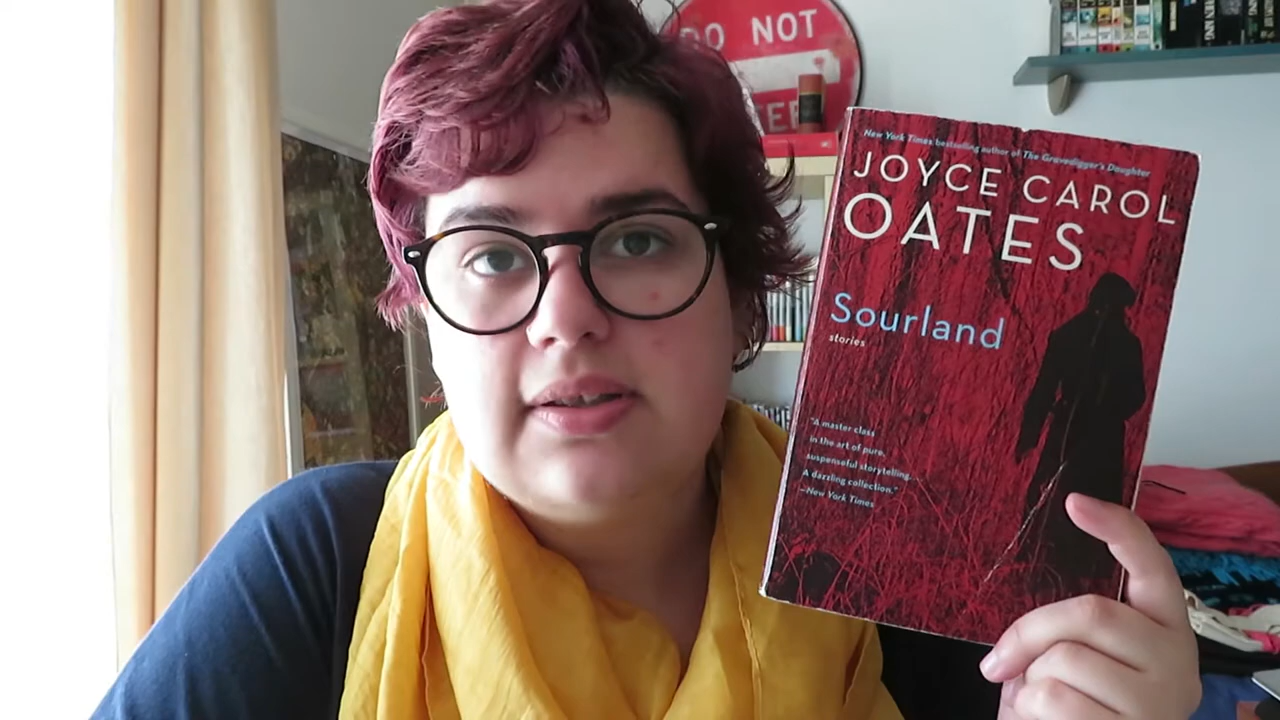 DO NOT
New York Times bestselling author of The Gravedigger's Daughter
JOYCE CAROL
OATES
Sourland
stories
"A master class
in the art of pure,
suspenseful storytelling.
A dazzling collection."
—New York Times